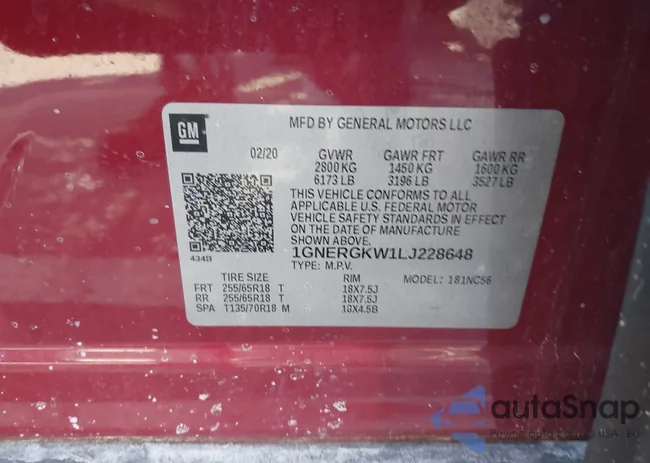 GM
MFD BY GENERAL MOTORS LLC
02/20 GVWR GAWR FRT GAWR RR
2800 KG 1450 KG 1600 KG
6173 LB 3196 LB 3527 LB
THIS VEHICLE CONFORMS TO ALL
APPLICABLE U.S. FEDERAL MOTOR
VEHICLE SAFETY STANDARDS IN EFFECT
ON THE DATE OF MANUFACTURE
SHOWN ABOVE.
434B
1GNERGKW1LJ228648
TYPE: M.P.V.
MODEL: 181NC56
TIRE SIZE RIM
FRT 255/65R18 T 18X7.5J
RR 255/65R18 T 18X7.5J
SPA T135/70R18 M 18X4.5B
autaSnap
USA - EU